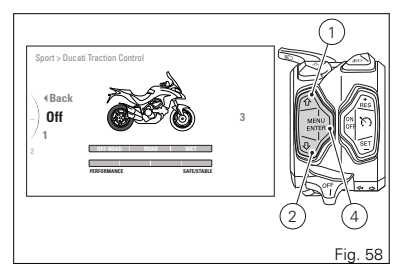 Sport > Ducati Traction Control
Back
Off
1
2
3
OFF-ROAD ROAD WET
PERFORMANCE SAFE/STABLE
1
RES
MENU
ENTER
ON
OFF
SET
OFF
2
4
Fig. 58